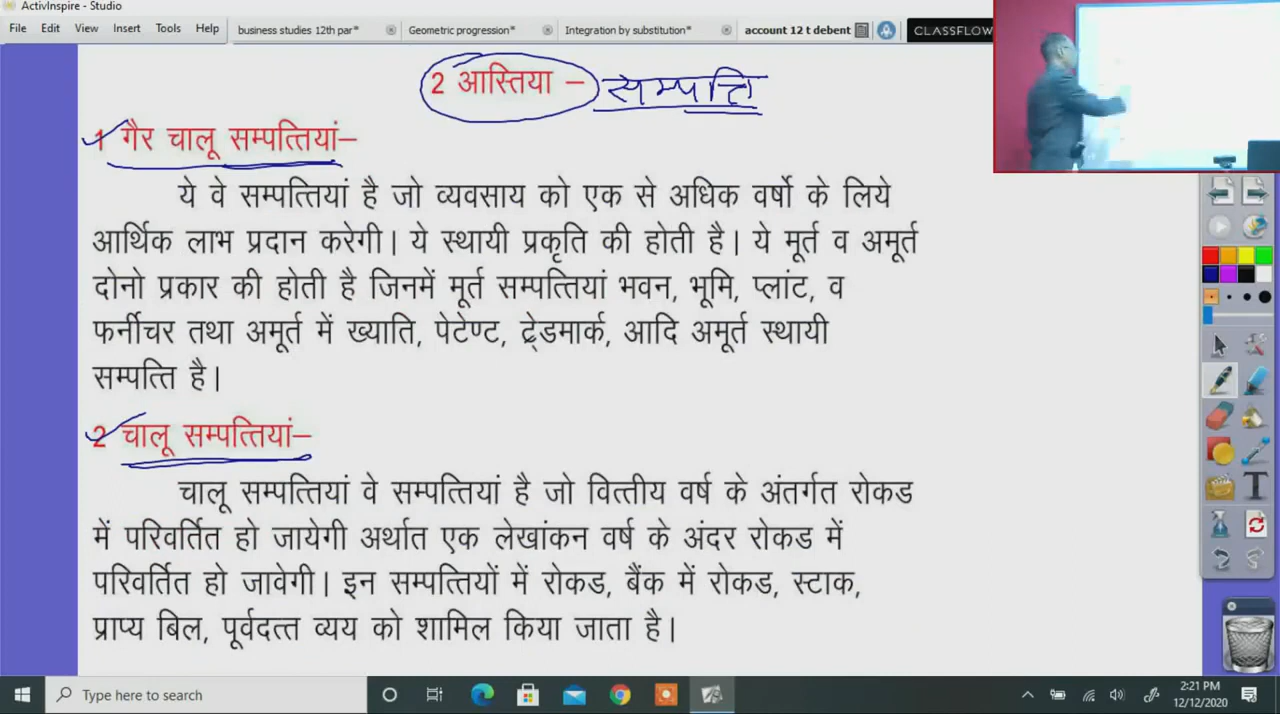 ActivInspire - Studio
File Edit View Insert Tools Help
business studies 12th par* Geometric progression* Integration by substitution* account 12 t debent CLASSFLOW
2 आस्तिया – सम्पत्ति
1 गैर चालू सम्पत्तियां–
ये वे सम्पत्तियां है जो व्यवसाय को एक से अधिक वर्षो के लिये
आर्थिक लाभ प्रदान करेगी। ये स्थायी प्रकृति की होती है। ये मूर्त व अमूर्त
दोनो प्रकार की होती है जिनमें मूर्त सम्पत्तियां भवन, भूमि, प्लांट, व
फर्नीचर तथा अमूर्त में ख्याति, पेटेण्ट, ट्रेडमार्क, आदि अमूर्त स्थायी
सम्पत्ति है।
2 चालू सम्पत्तियां–
चालू सम्पत्तियां वे सम्पत्तियां है जो वित्तीय वर्ष के अंतर्गत रोकड
में परिवर्तित हो जायेगी अर्थात एक लेखांकन वर्ष के अंदर रोकड में
परिवर्तित हो जावेगी। इन सम्पत्तियों में रोकड, बैंक में रोकड, स्टाक,
प्राप्य बिल, पूर्वदत्त व्यय को शामिल किया जाता है।
Type here to search
2:21 PM
12/12/2020